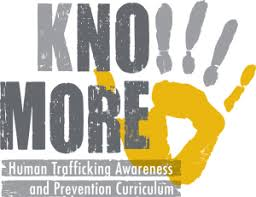 KNO
MORE
Human Trafficking Awareness
and Prevention Curriculum